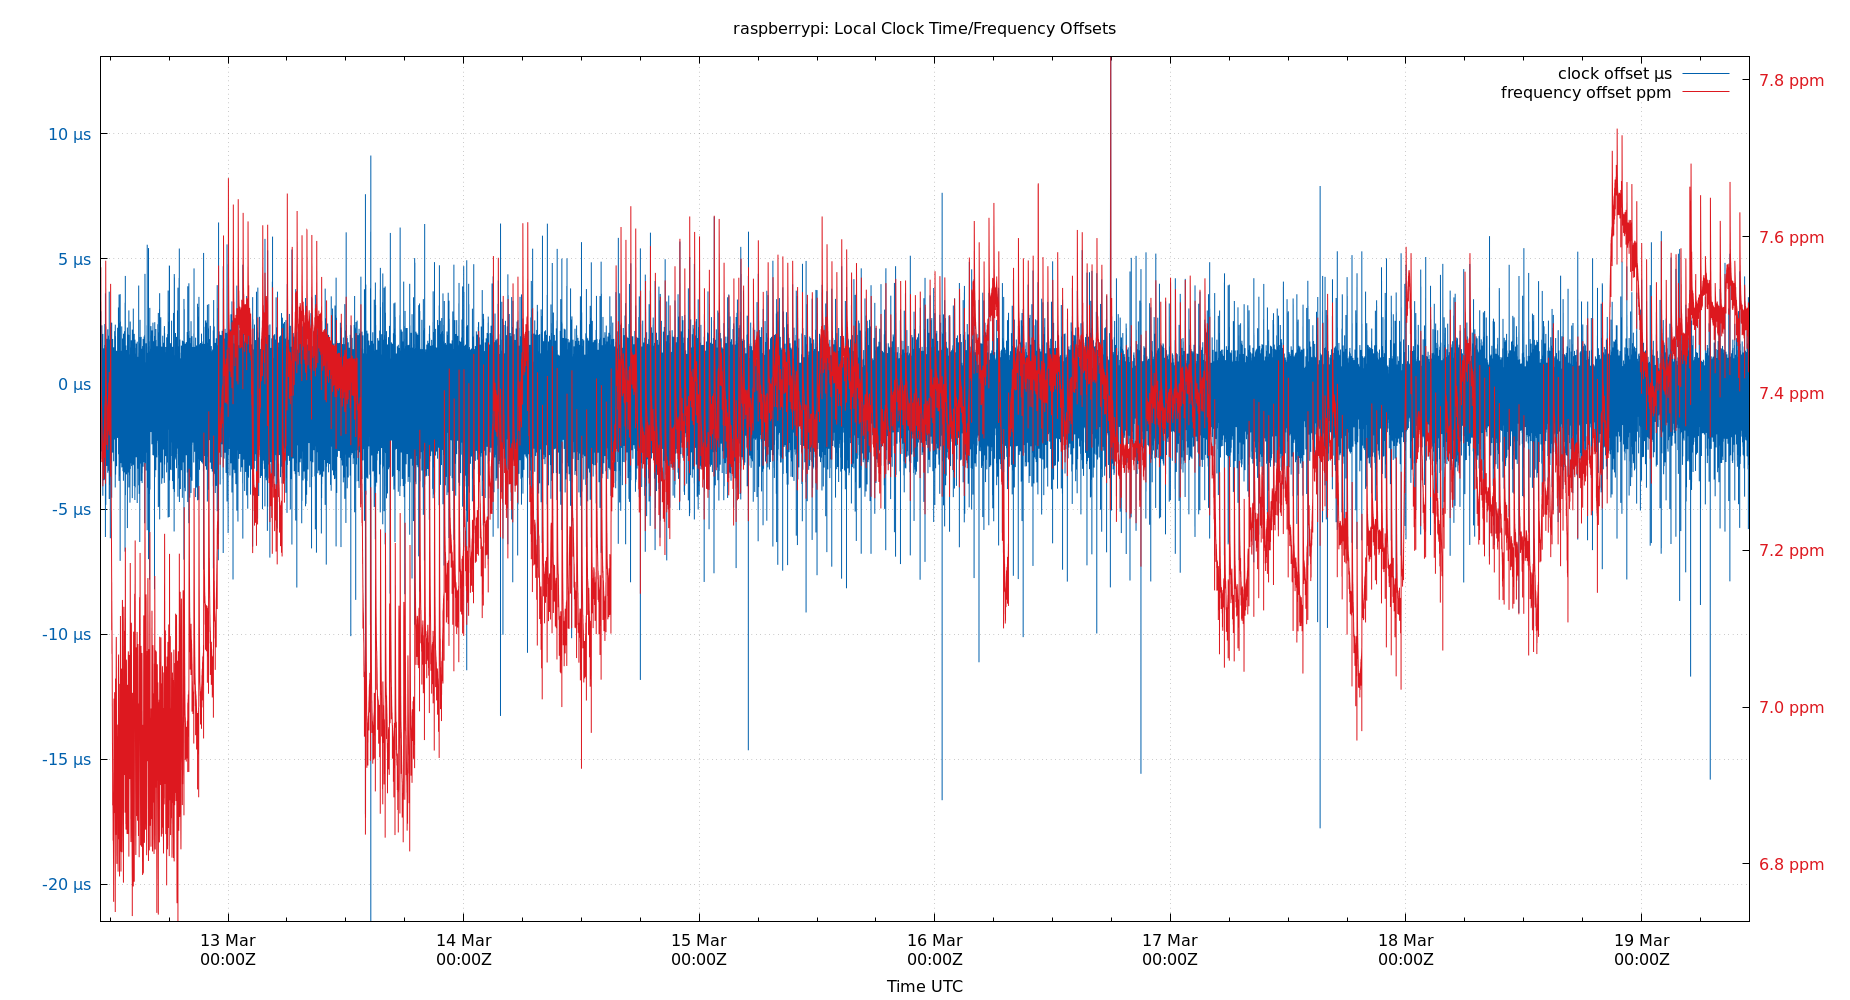 raspberrypi: Local Clock Time/Frequency Offsets
clock offset µs
frequency offset ppm
10 µs
5 µs
0 µs
-5 µs
-10 µs
-15 µs
-20 µs
7.8 ppm
7.6 ppm
7.4 ppm
7.2 ppm
7.0 ppm
6.8 ppm
13 Mar 14 Mar 15 Mar 16 Mar 17 Mar 18 Mar 19 Mar
00:00Z 00:00Z 00:00Z 00:00Z 00:00Z 00:00Z 00:00Z
Time UTC